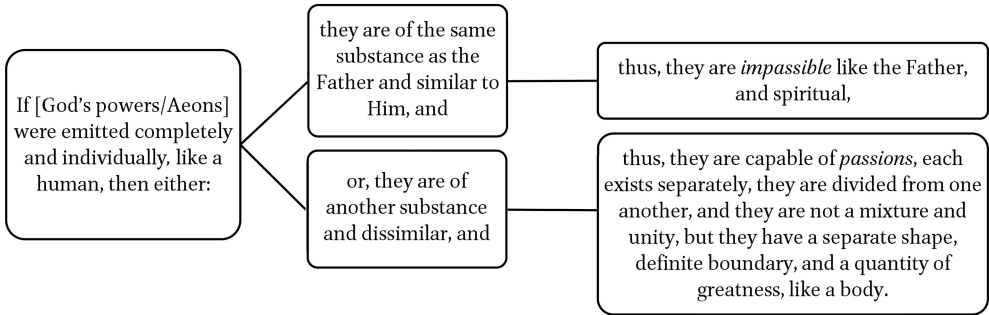 If [God's powers/Aeons]
were emitted completely
and individually, like a
human, then either:
they are of the same
substance as the
Father and similar to
Him, and
thus, they are impassible like the Father,
and spiritual,
or, they are of
another substance
and dissimilar, and
thus, they are capable of passions, each
exists separately, they are divided from one
another, and they are not a mixture and
unity, but they have a separate shape,
definite boundary, and a quantity of
greatness, like a body.